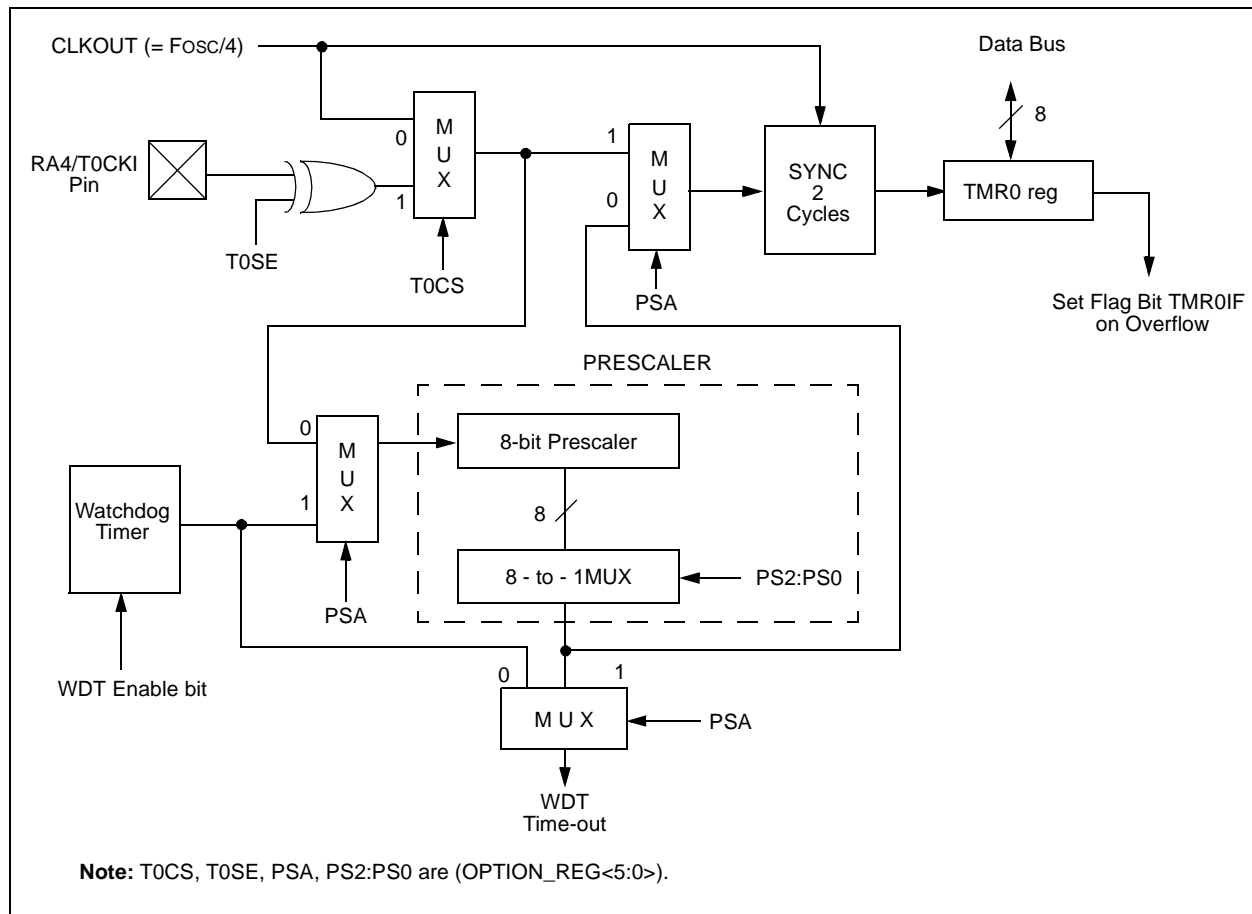 CLKOUT (= FOSC/4)
Data Bus
8
RA4/T0CKI
Pin
T0SE
0
1
M
U
X
T0CS
1
0
M
U
X
PSA
SYNC
2
Cycles
TMR0 reg
Set Flag Bit TMR0IF
on Overflow
PRESCALER
0
1
M
U
X
PSA
8-bit Prescaler
8
8 - to - 1MUX
PS2:PS0
Watchdog
Timer
WDT Enable bit
0
1
M U X
PSA
WDT
Time-out
Note: T0CS, T0SE, PSA, PS2:PS0 are (OPTION_REG<5:0>).